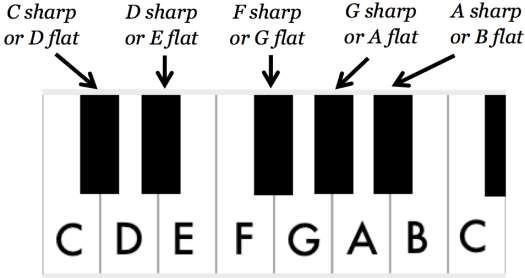 C sharp
or D flat
D sharp
or E flat
F sharp
or G flat
G sharp
or A flat
A sharp
or B flat
C D E F G A B C